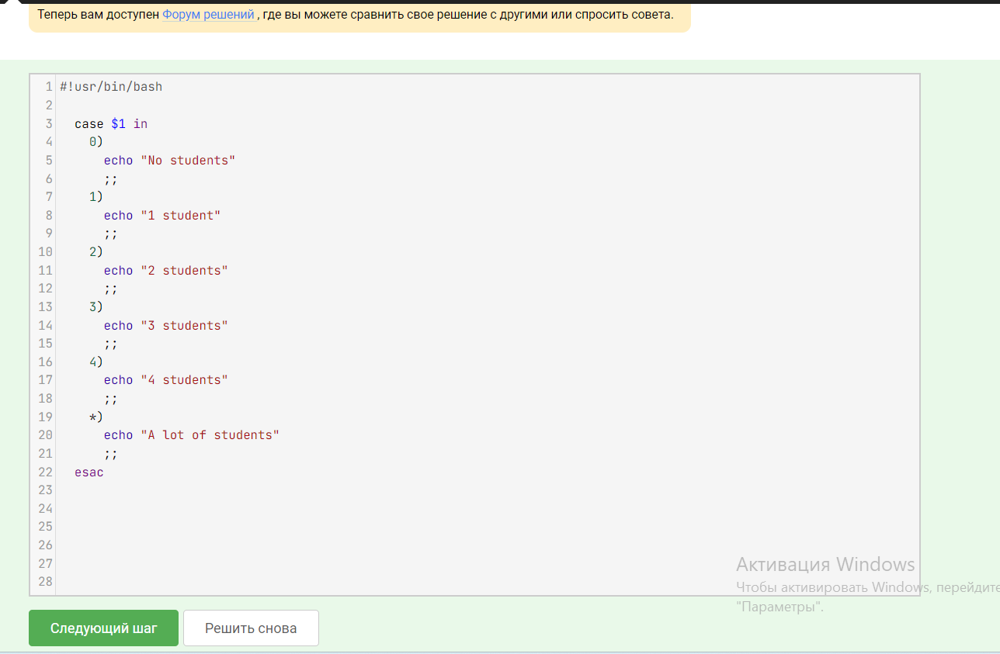 Теперь вам доступен Форум решений , где вы можете сравнить свое решение с другими или спросить совета.
1 #!usr/bin/bash
2
3 case $1 in
4 0)
5 echo "No students"
6 ;;
7 1)
8 echo "1 student"
9 ;;
10 2)
11 echo "2 students"
12 ;;
13 3)
14 echo "3 students"
15 ;;
16 4)
17 echo "4 students"
18 ;;
19 *)
20 echo "A lot of students"
21 ;;
22 esac
23
24
25
26
27
28
Активация Windows
Чтобы активировать Windows, перейдите
"Параметры".
Следующий шаг
Решить снова